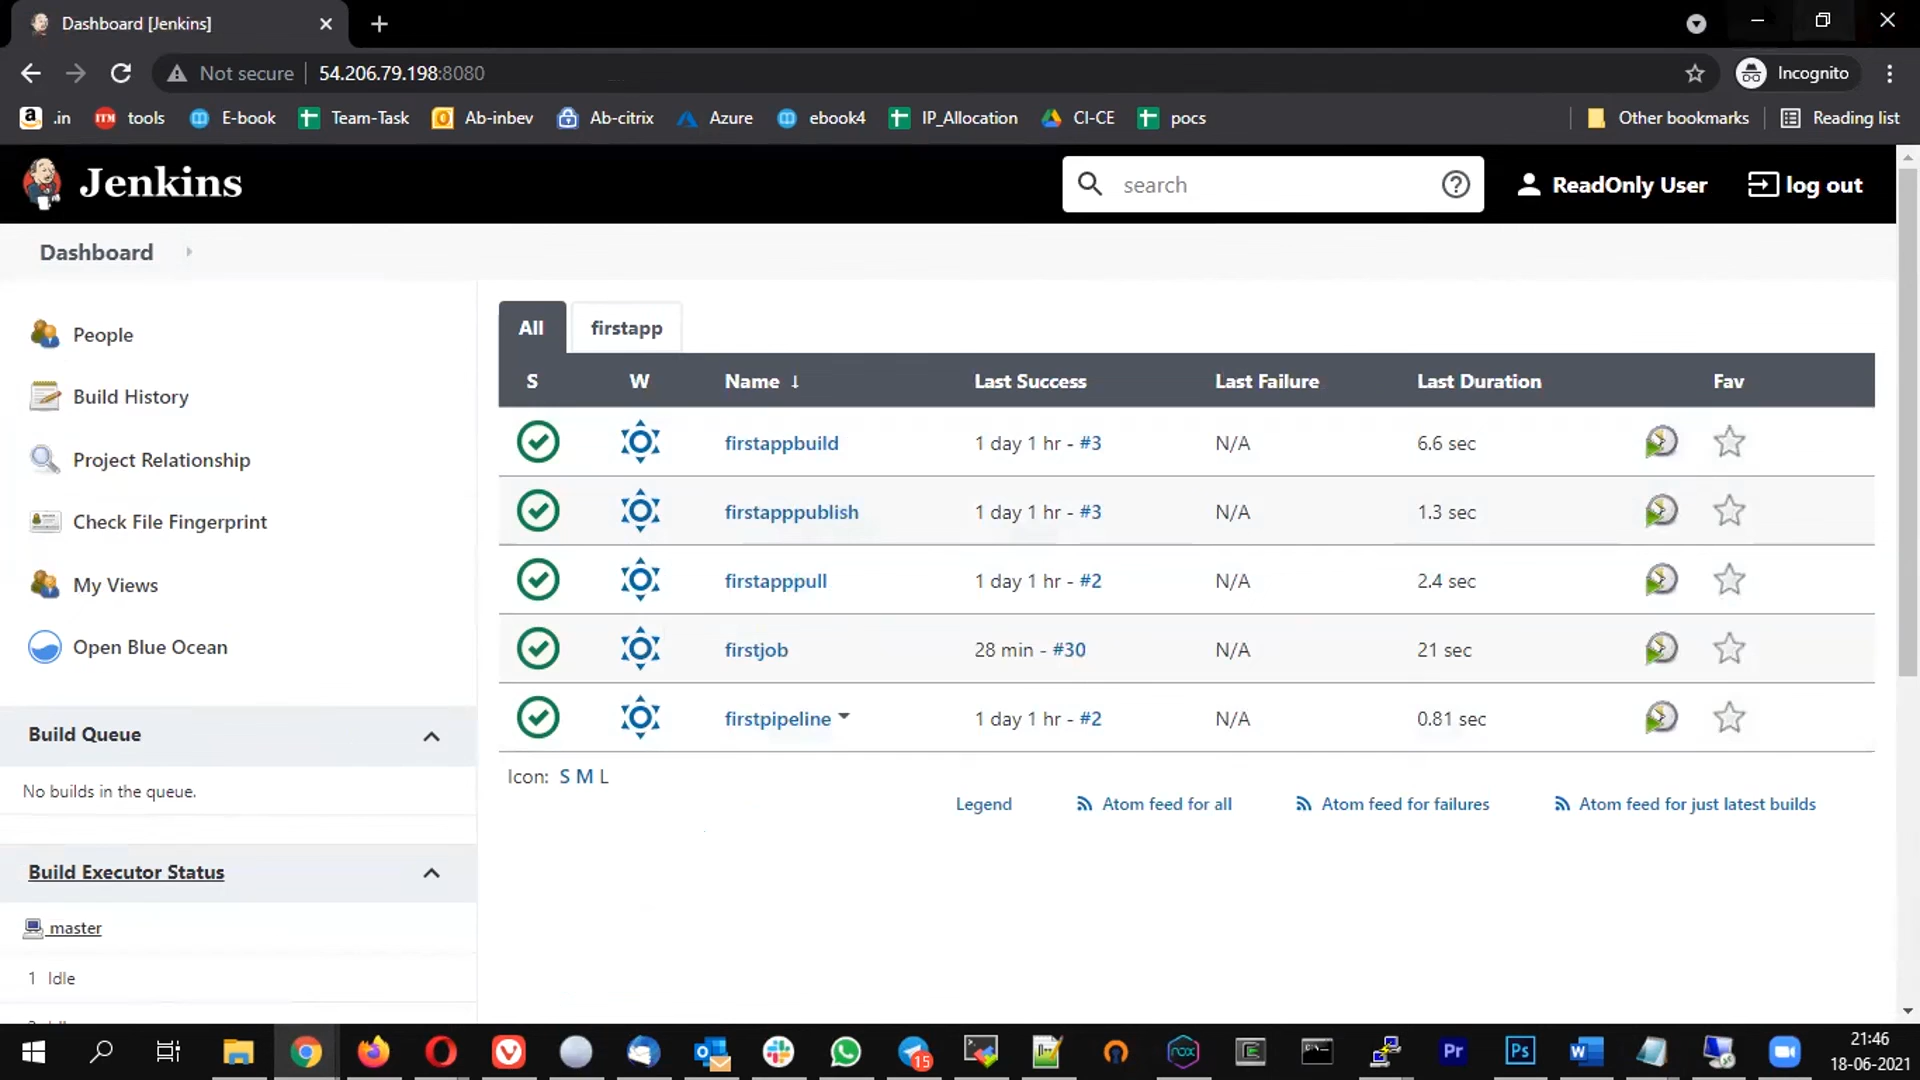 Dashboard [Jenkins]
Not secure 54.206.79.198:8080 Incognito
.in tools E-book Team-Task Ab-inbev Ab-citrix Azure ebook4 IP_Allocation CI-CE pocs Other bookmarks Reading list
Jenkins search ReadOnly User log out
Dashboard
People
Build History
Project Relationship
Check File Fingerprint
My Views
Open Blue Ocean
Build Queue
No builds in the queue.
Build Executor Status
master
1 Idle
All firstapp
S W Name ↓ Last Success Last Failure Last Duration Fav
firstappbuild 1 day 1 hr - #3 N/A 6.6 sec
firstapppublish 1 day 1 hr - #3 N/A 1.3 sec
firstapppull 1 day 1 hr - #2 N/A 2.4 sec
firstjob 28 min - #30 N/A 21 sec
firstpipeline 1 day 1 hr - #2 N/A 0.81 sec
Icon: S M L
Legend Atom feed for all Atom feed for failures Atom feed for just latest builds
15 nox Pr Ps
21:46
18-06-2021